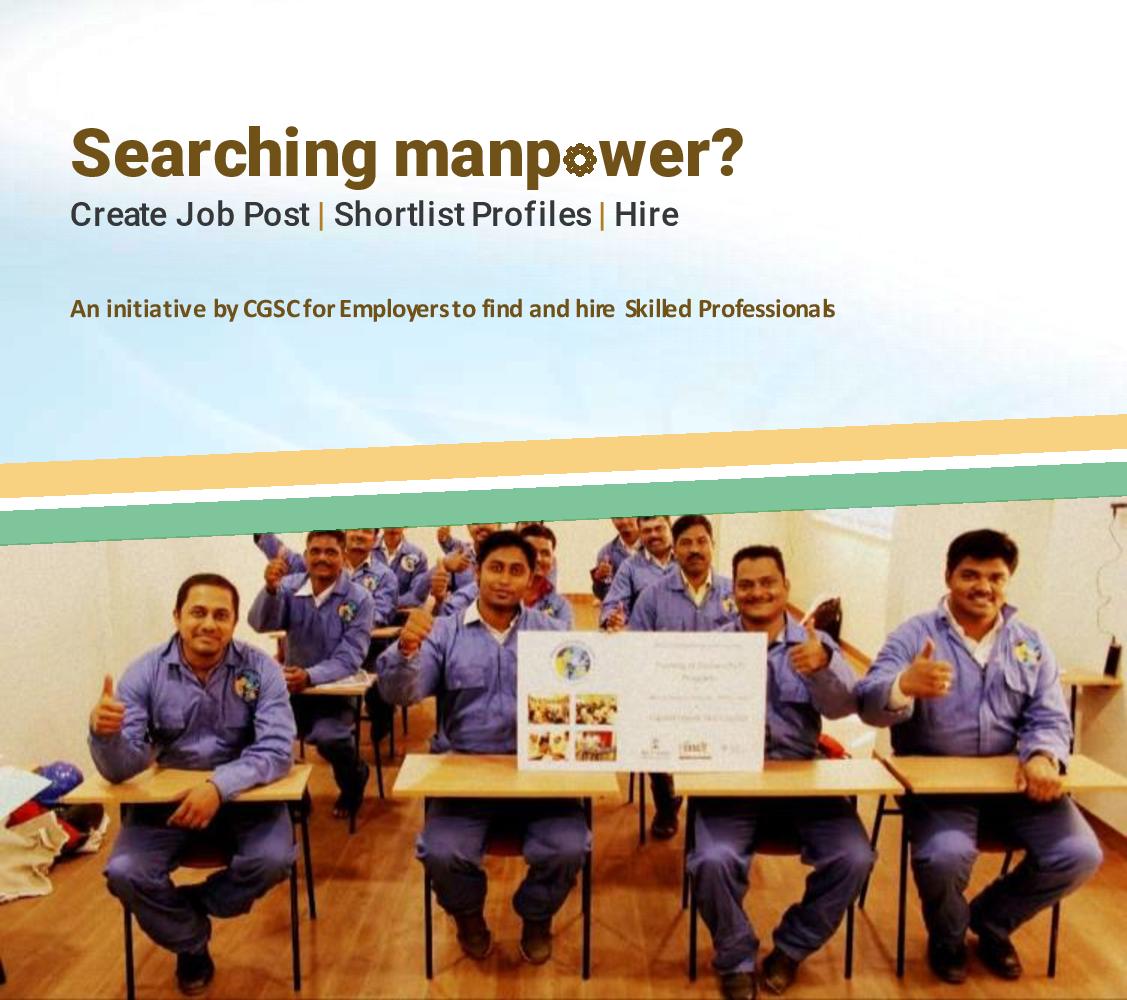 Searching manpower?
Create Job Post | Shortlist Profiles | Hire
An initiative by CGSC for Employers to find and hire Skilled Professionals